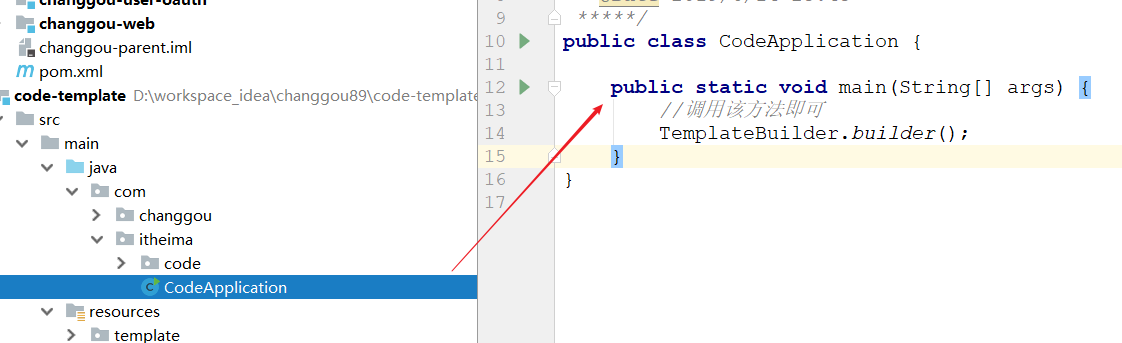 changgou-user-oauth
changgou-web
changgou-parent.iml
pom.xml
code-template D:\workspace_idea\changgou89\code-template
src
main
java
com
changgou
itheima
code
CodeApplication
resources
template
9 *****/
10 public class CodeApplication {
11
12 public static void main(String[] args) {
13 //调用该方法即可
14 TemplateBuilder.builder();
15 }
16 }
17